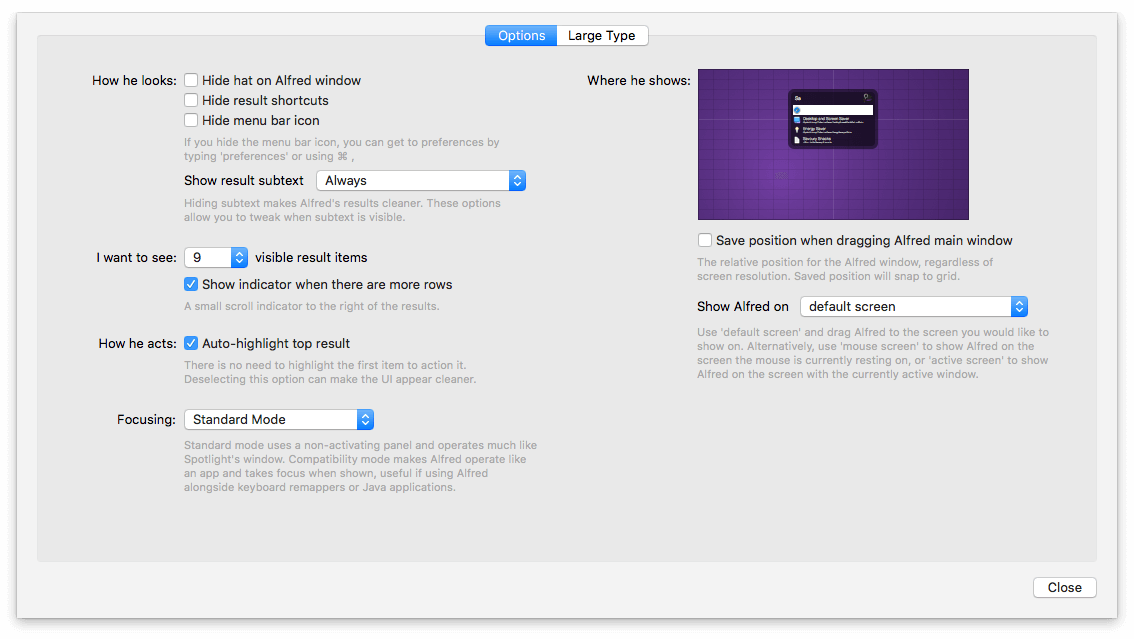 Options Large Type
How he looks: Hide hat on Alfred window
Hide result shortcuts
Hide menu bar icon
If you hide the menu bar icon, you can get to preferences by
typing 'preferences' or using ⌘ ,
Show result subtext Always
Hiding subtext makes Alfred's results cleaner. These options
allow you to tweak when subtext is visible.
I want to see: 9 visible result items
Show indicator when there are more rows
A small scroll indicator to the right of the results.
How he acts: Auto-highlight top result
There is no need to highlight the first item to action it.
Deselecting this option can make the UI appear cleaner.
Focusing: Standard Mode
Standard mode uses a non-activating panel and operates much like
Spotlight's window. Compatibility mode makes Alfred operate like
an app and takes focus when shown, useful if using Alfred
alongside keyboard remappers or Java applications.
Where he shows:
Sa
Desktop and Screen Saver
Energy Saver
Save position when dragging Alfred main window
The relative position for the Alfred window, regardless of
screen resolution. Saved position will snap to grid.
Show Alfred on default screen
Use 'default screen' and drag Alfred to the screen you would like to
show on. Alternatively, use 'mouse screen' to show Alfred on the
screen the mouse is currently resting on, or 'active screen' to show
Alfred on the screen with the currently active window.
Close